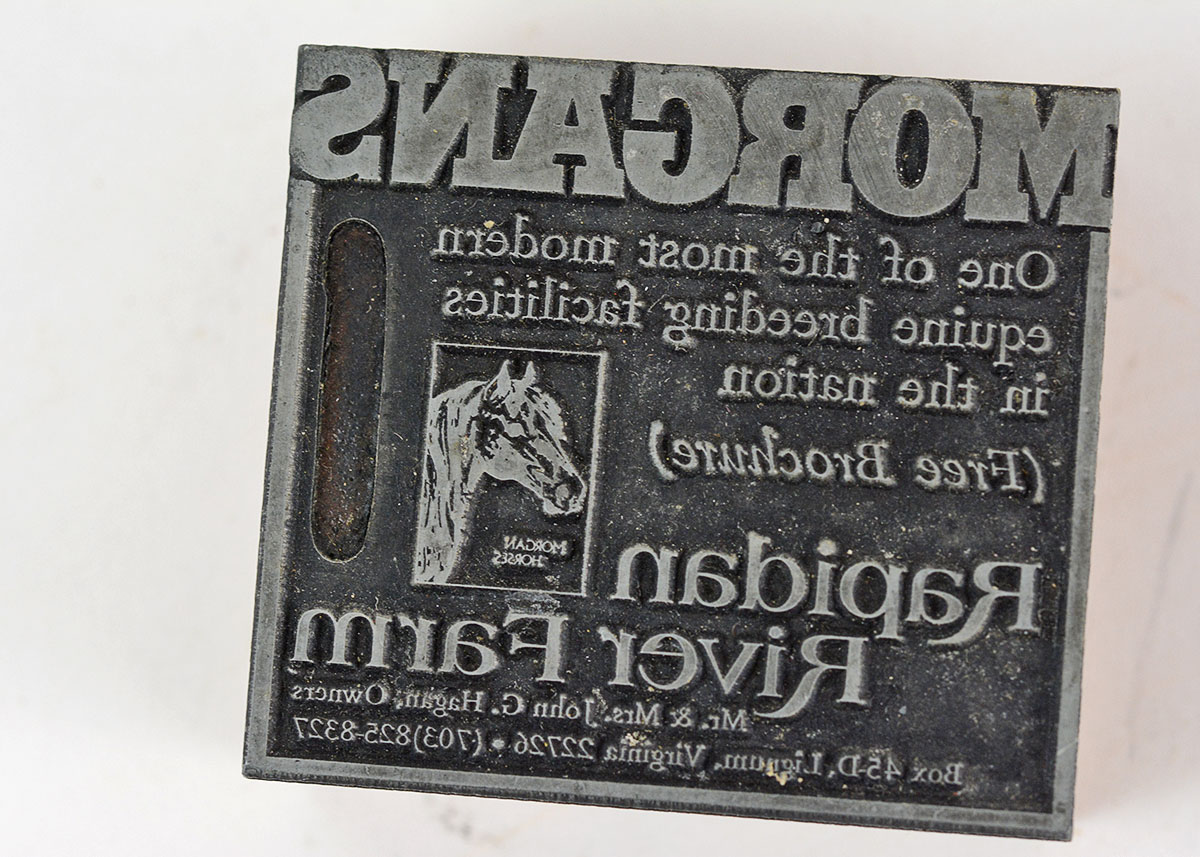 MORGANS
One of the most modern
equine breeding facilities
in the nation
(Free Brochure)
MORGAN
HORSES
Rapidan
River Farm
Mr. & Mrs. John G. Hagan, Owners
Box 45-D, Lignum, Virginia 22726 • (703)825-8327